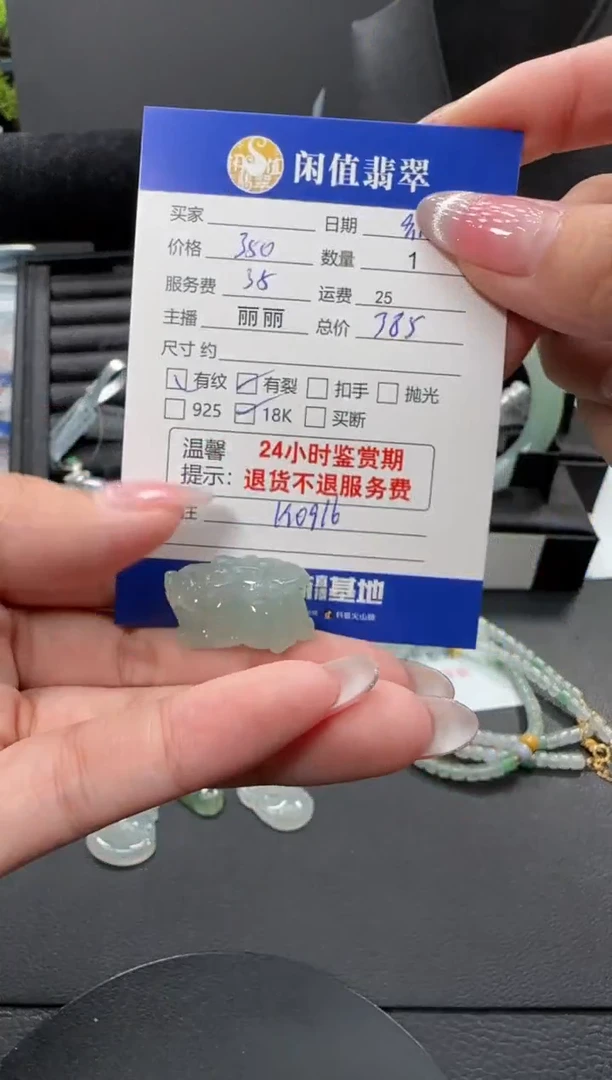 闲值翡翠
买家 日期
价格 350 数量 1
服务费 35 运费 25
主播 丽丽 总价 385
尺寸 约
有纹 有裂 扣手 抛光
925 18K 买断
温馨 24小时鉴赏期
提示: 退货不退服务费
注 K0916
基地